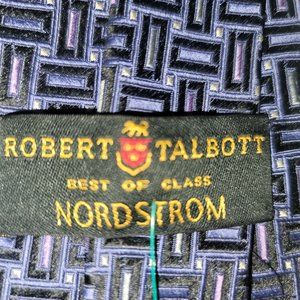 ROBERT TALBOTT
BEST OF CLASS
NORDSTROM